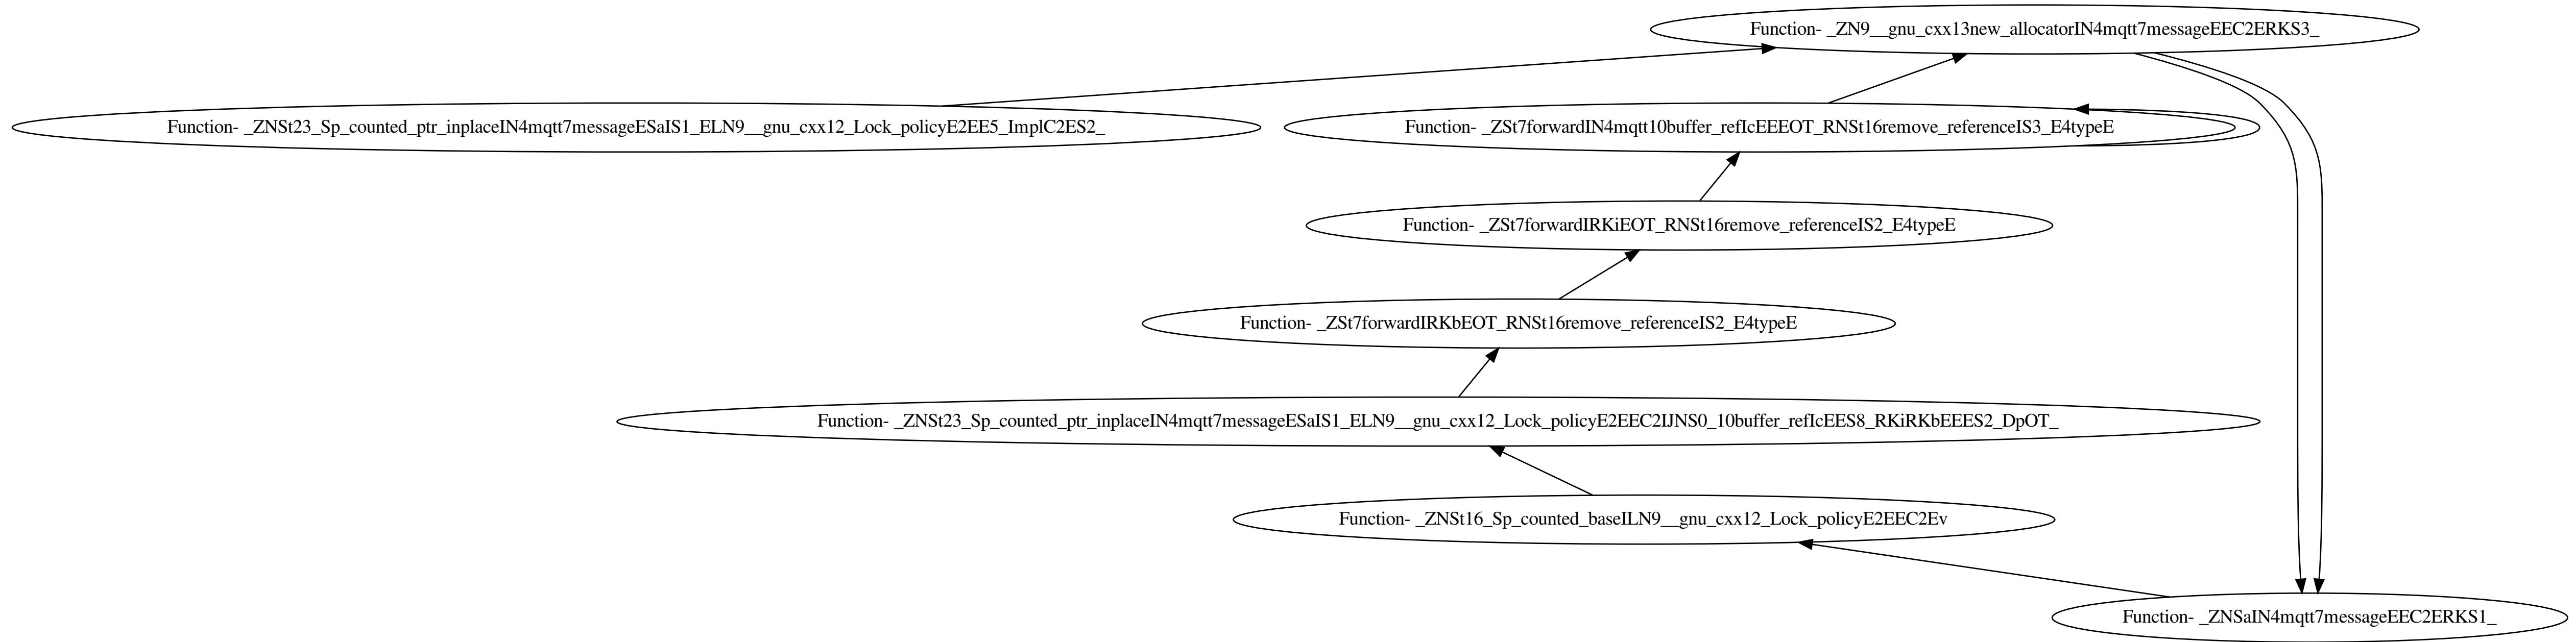 Function- _ZN9__gnu_cxx13new_allocatorIN4mqtt7messageEEC2ERKS3_
Function- _ZNSt23_Sp_counted_ptr_inplaceIN4mqtt7messageESaIS1_ELN9__gnu_cxx12_Lock_policyE2EE5_ImplC2ES2_
Function- _ZSt7forwardIN4mqtt10buffer_refIcEEEOT_RNSt16remove_referenceIS3_E4typeE
Function- _ZSt7forwardIRKiEOT_RNSt16remove_referenceIS2_E4typeE
Function- _ZSt7forwardIRKbEOT_RNSt16remove_referenceIS2_E4typeE
Function- _ZNSt23_Sp_counted_ptr_inplaceIN4mqtt7messageESaIS1_ELN9__gnu_cxx12_Lock_policyE2EEC2IJNS0_10buffer_refIcEES8_RKiRKbEEES2_DpOT_
Function- _ZNSt16_Sp_counted_baseILN9__gnu_cxx12_Lock_policyE2EEC2Ev
Function- _ZNSaIN4mqtt7messageEEC2ERKS1_